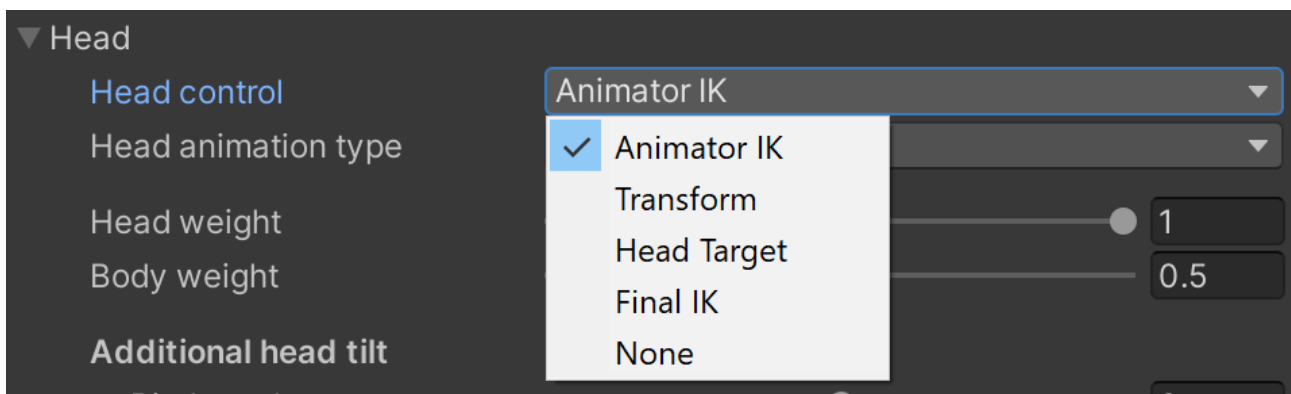 Head
Head control Animator IK
Animator IK
Head animation type
Transform
Head weight 1
Head Target
Body weight 0.5
Final IK
Additional head tilt
None